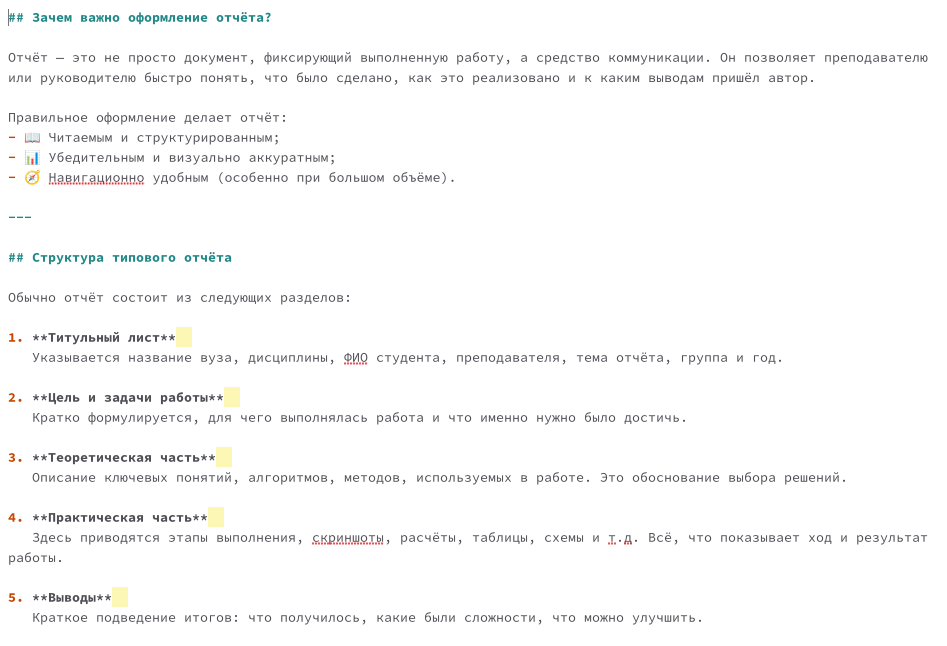 ## Зачем важно оформление отчёта?
Отчёт — это не просто документ, фиксирующий выполненную работу, а средство коммуникации. Он позволяет преподавателю
или руководителю быстро понять, что было сделано, как это реализовано и к каким выводам пришёл автор.
Правильное оформление делает отчёт:
- 📖 Читаемым и структурированным;
- 📊 Убедительным и визуально аккуратным;
- 🧭 Навигационно удобным (особенно при большом объёме).
---
## Структура типового отчёта
Обычно отчёт состоит из следующих разделов:
1. **Титульный лист**
Указывается название вуза, дисциплины, ФИО студента, преподавателя, тема отчёта, группа и год.
2. **Цель и задачи работы**
Кратко формулируется, для чего выполнялась работа и что именно нужно было достичь.
3. **Теоретическая часть**
Описание ключевых понятий, алгоритмов, методов, используемых в работе. Это обоснование выбора решений.
4. **Практическая часть**
Здесь приводятся этапы выполнения, скриншоты, расчёты, таблицы, схемы и т.д. Всё, что показывает ход и результат
работы.
5. **Выводы**
Краткое подведение итогов: что получилось, какие были сложности, что можно улучшить.